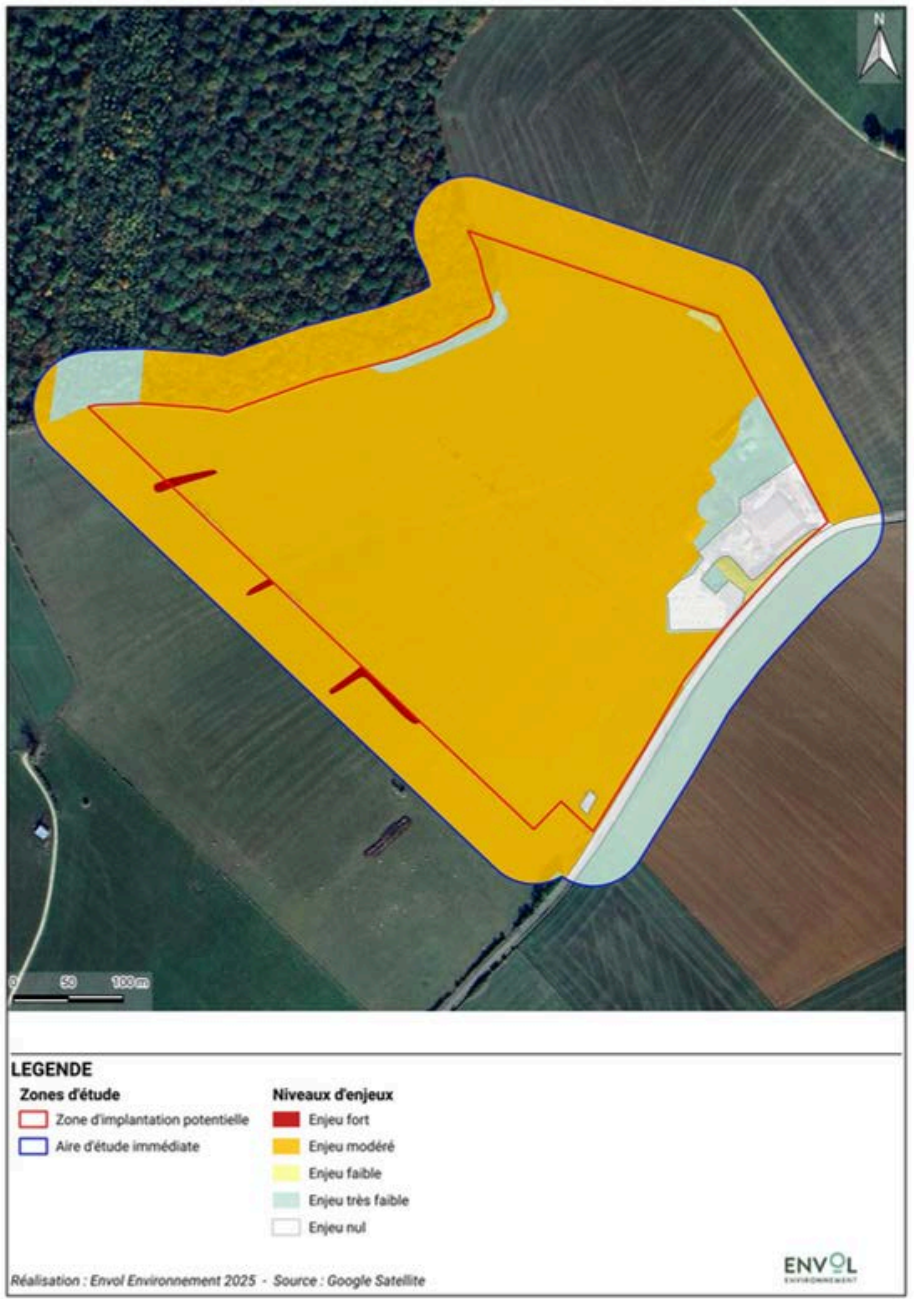 N
0 50 100 m
LEGENDE
Zones d'étude
Zone d'implantation potentielle
Aire d'étude immédiate
Niveaux d'enjeux
Enjeu fort
Enjeu modéré
Enjeu faible
Enjeu très faible
Enjeu nul
Réalisation : Envol Environnement 2025 - Source : Google Satellite
ENVOL
ENVIRONNEMENT